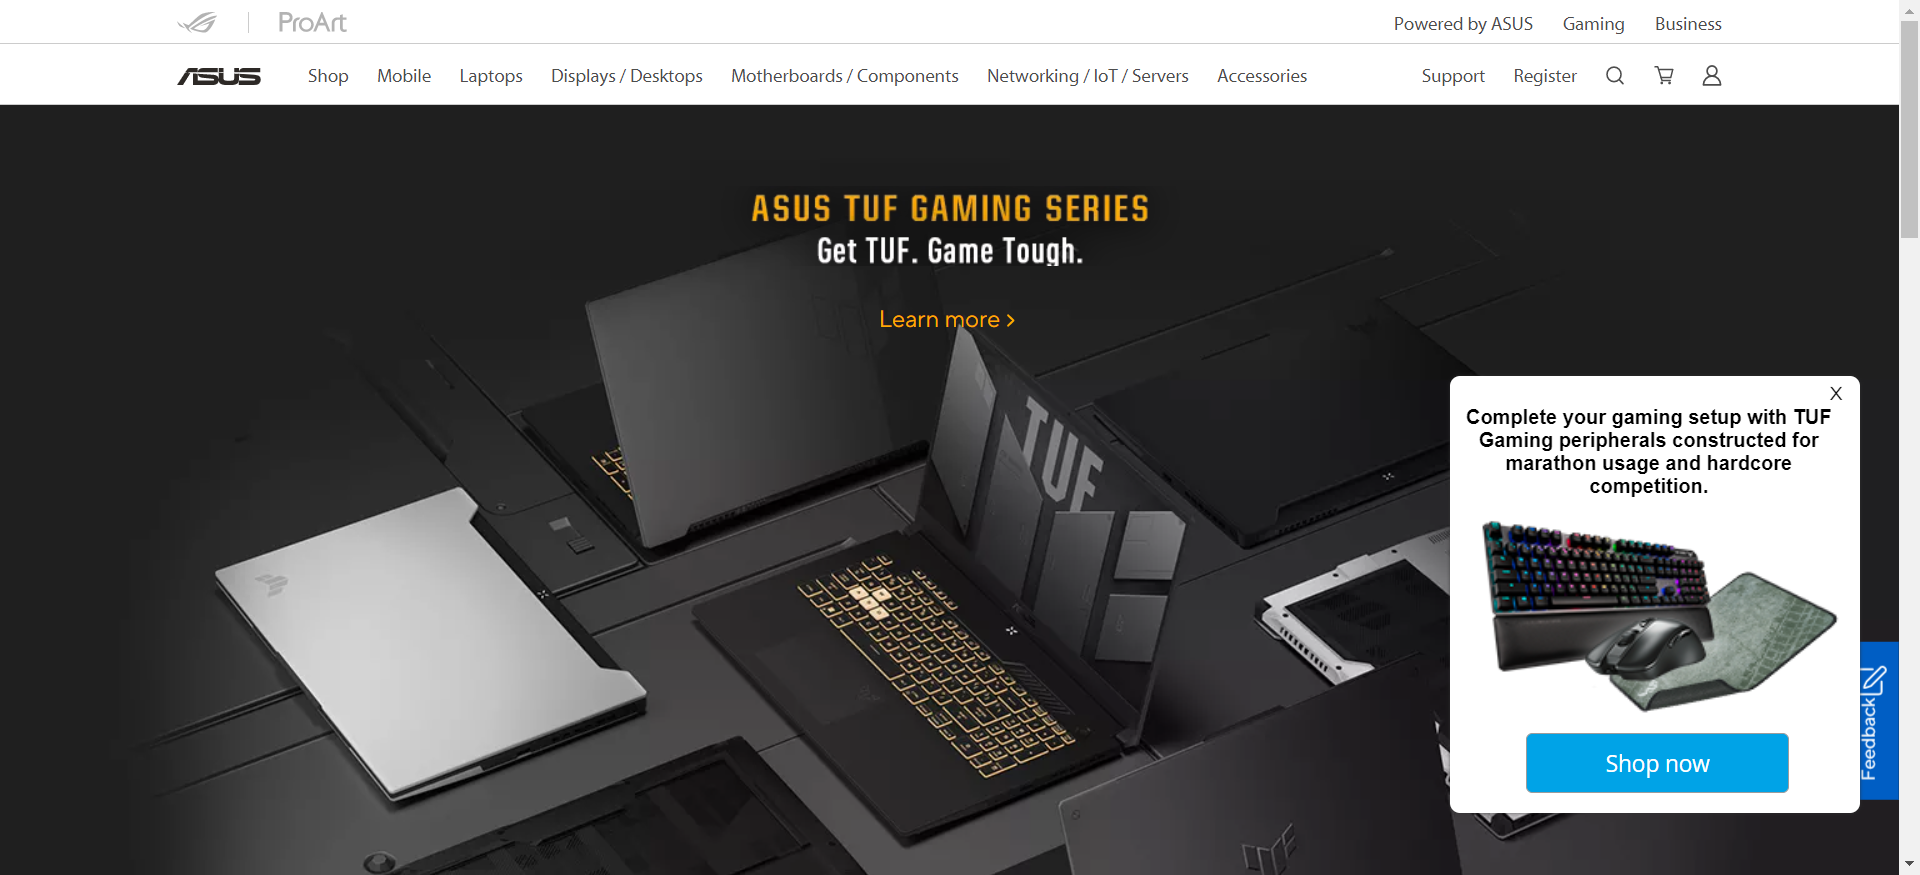 ProArt
Powered by ASUS
Gaming
Business
ASUS
Shop
Mobile
Laptops
Displays / Desktops
Motherboards / Components
Networking / IoT / Servers
Accessories
Support
Register
ASUS TUF GAMING SERIES
Get TUF. Game Tough.
Learn more >
TUF
X
Complete your gaming setup with TUF
Gaming peripherals constructed for
marathon usage and hardcore
competition.
Shop now
Feedback